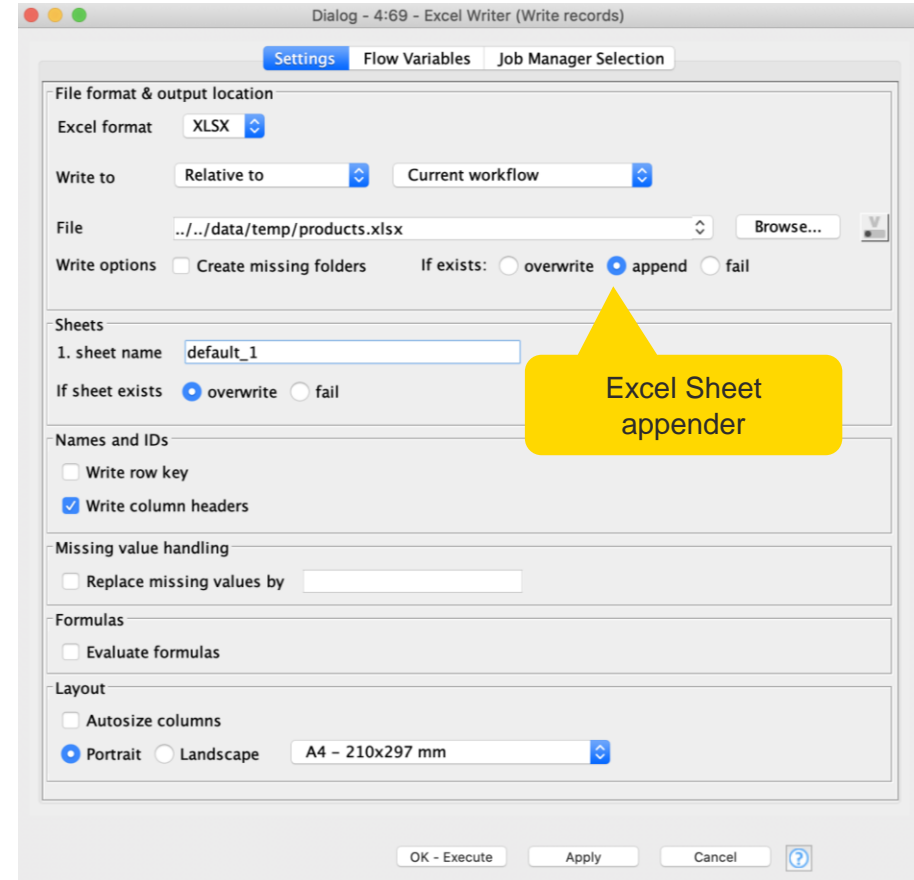 Dialog - 4:69 - Excel Writer (Write records)
Settings Flow Variables Job Manager Selection
File format & output location
Excel format XLSX
Write to Relative to Current workflow
File ../../data/temp/products.xlsx Browse... V
Write options Create missing folders If exists: overwrite append fail
Sheets
1. sheet name default_1
If sheet exists overwrite fail
Excel Sheet
appender
Names and IDs
Write row key
Write column headers
Missing value handling
Replace missing values by
Formulas
Evaluate formulas
Layout
Autosize columns
Portrait Landscape A4 - 210x297 mm
OK - Execute Apply Cancel ?